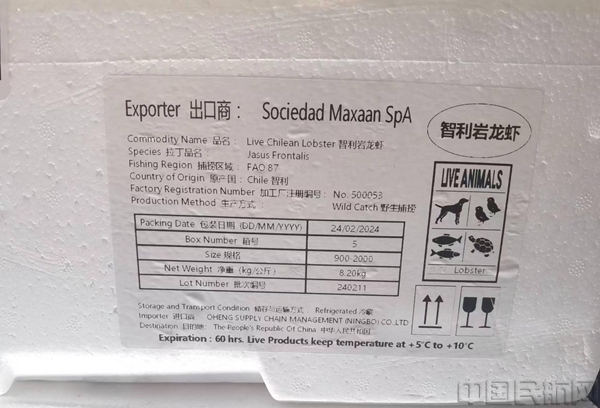 Exporter 出口商： Sociedad Maxaan SpA
智利岩龙虾
Commodity Name 品名： Live Chilean Lobster 智利岩龙虾
Species 拉丁品名： Jasus Frontalis
Fishing Region 捕捞区域： FAO 87
Country of Origin 原产国： Chile 智利
Factory Registration Number 加工厂注册编号： No. 500053
Production Method 生产方式： Wild Catch 野生捕捞
LIVE ANIMALS
Lobster
Packing Date 包装日期 (DD/MM/YYYY) 24/02/2024
Box Number 箱号 5
Size 规格 900-2000
Net Weight 净重 (kg/公斤) 8.20kg
Lot Number 批次编号 240211
Storage and Transport Condition 储存与运输方式 Refrigerated 冷藏
Importer 进口商 QHENG SUPPLY CHAIN MANAGEMENT (NINGBO) CO.,LTD
Destination 目的地: The People's Republic Of China 中华人民共和国
Expiration : 60 hrs. Live Products keep temperature at +5°C to +10°C
中国民航网